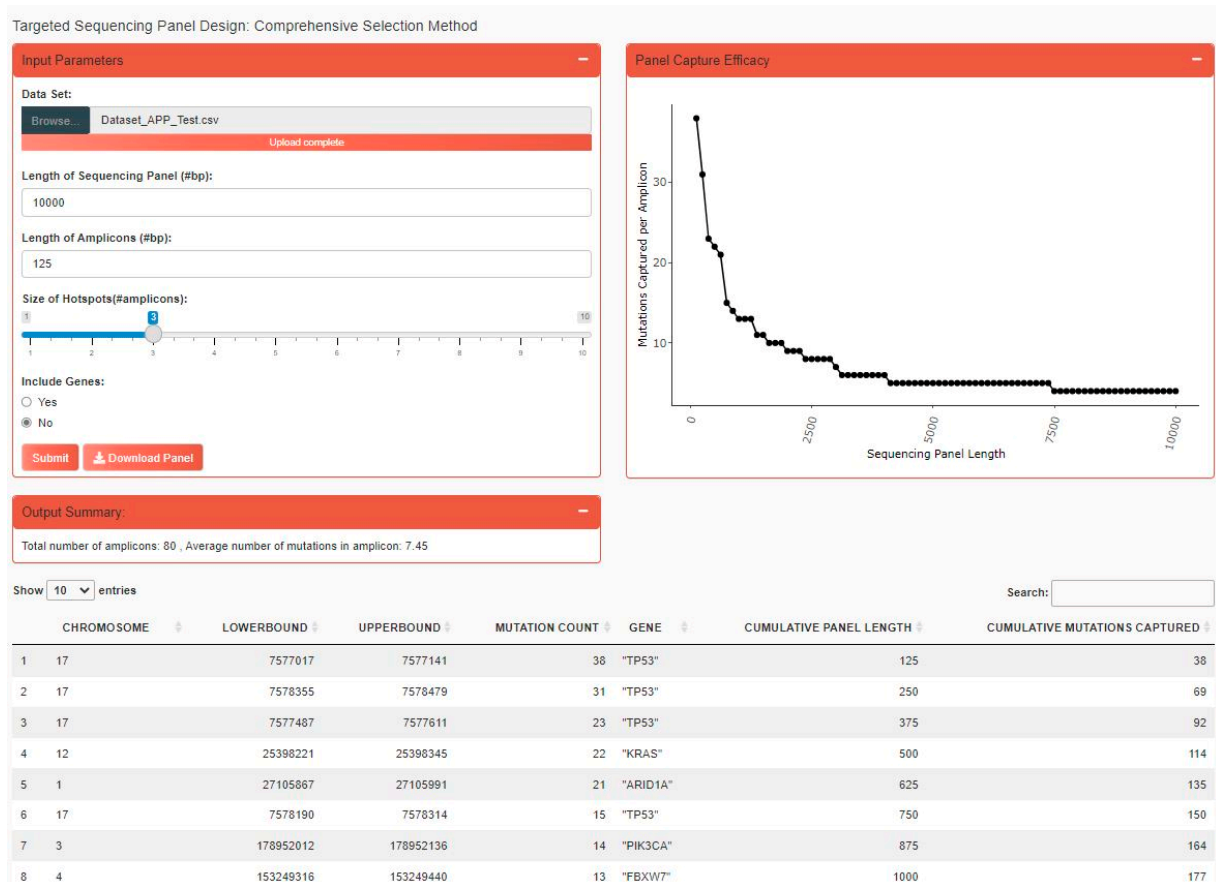 Targeted Sequencing Panel Design: Comprehensive Selection Method
Input Parameters
Data Set:
Browse... Dataset_APP_Test.csv
Upload complete
Length of Sequencing Panel (#bp):
10000
Length of Amplicons (#bp):
125
Size of Hotspots(#amplicons):
1 3 10
1 2 3 4 5 6 7 8 9 10
Include Genes:
Yes
No
Submit Download Panel
Panel Capture Efficacy
Mutations Captured per Amplicon
30
20
10
0 2500 5000 7500 10000
Sequencing Panel Length
Output Summary:
Total number of amplicons: 80 , Average number of mutations in amplicon: 7.45
Show 10 entries Search:
CHROMOSOME LOWERBOUND UPPERBOUND MUTATION COUNT GENE CUMULATIVE PANEL LENGTH CUMULATIVE MUTATIONS CAPTURED
1 17 7577017 7577141 38 "TP53" 125 38
2 17 7578355 7578479 31 "TP53" 250 69
3 17 7577487 7577611 23 "TP53" 375 92
4 12 25398221 25398345 22 "KRAS" 500 114
5 1 27105867 27105991 21 "ARID1A" 625 135
6 17 7578190 7578314 15 "TP53" 750 150
7 3 178952012 178952136 14 "PIK3CA" 875 164
8 4 153249316 153249440 13 "FBXW7" 1000 177